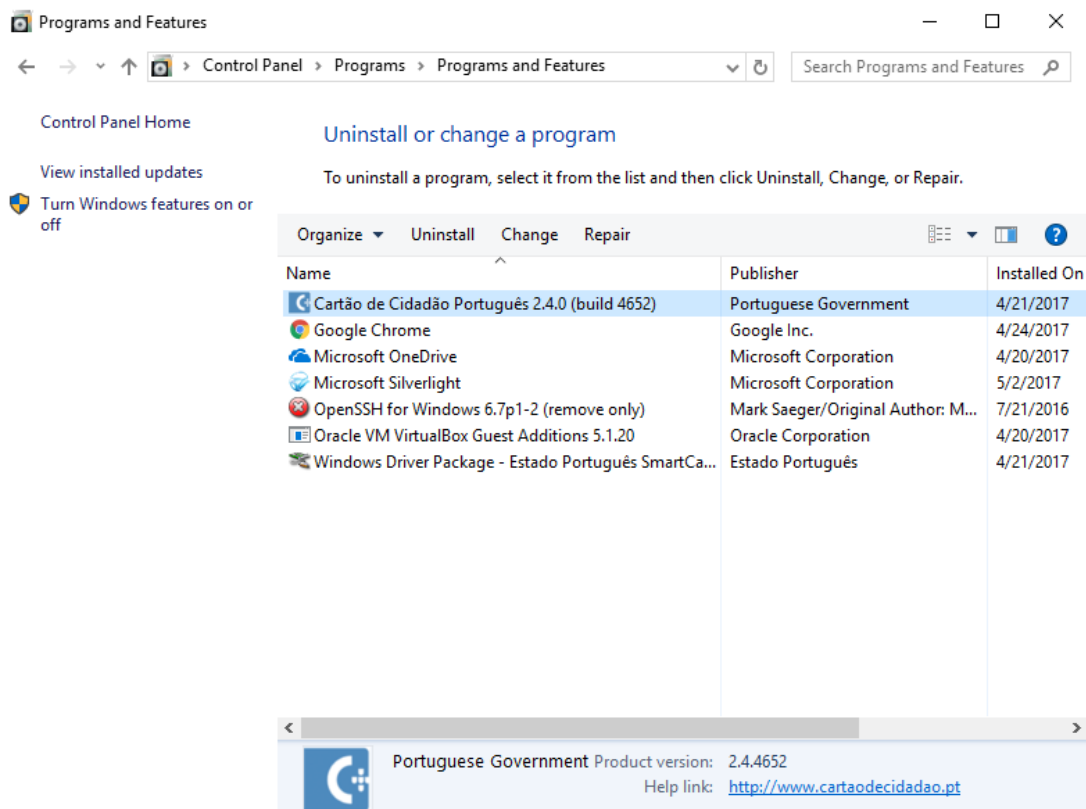 Programs and Features
Control Panel > Programs > Programs and Features
Search Programs and Features
Control Panel Home
View installed updates
Turn Windows features on or
off
Uninstall or change a program
To uninstall a program, select it from the list and then click Uninstall, Change, or Repair.
Organize Uninstall Change Repair
Name Publisher Installed On
Cartão de Cidadão Português 2.4.0 (build 4652) Portuguese Government 4/21/2017
Google Chrome Google Inc. 4/24/2017
Microsoft OneDrive Microsoft Corporation 4/20/2017
Microsoft Silverlight Microsoft Corporation 5/2/2017
OpenSSH for Windows 6.7p1-2 (remove only) Mark Saeger/Original Author: M... 7/21/2016
Oracle VM VirtualBox Guest Additions 5.1.20 Oracle Corporation 4/20/2017
Windows Driver Package - Estado Português SmartCa... Estado Português 4/21/2017
Portuguese Government Product version: 2.4.4652
Help link: http://www.cartaodecidadao.pt